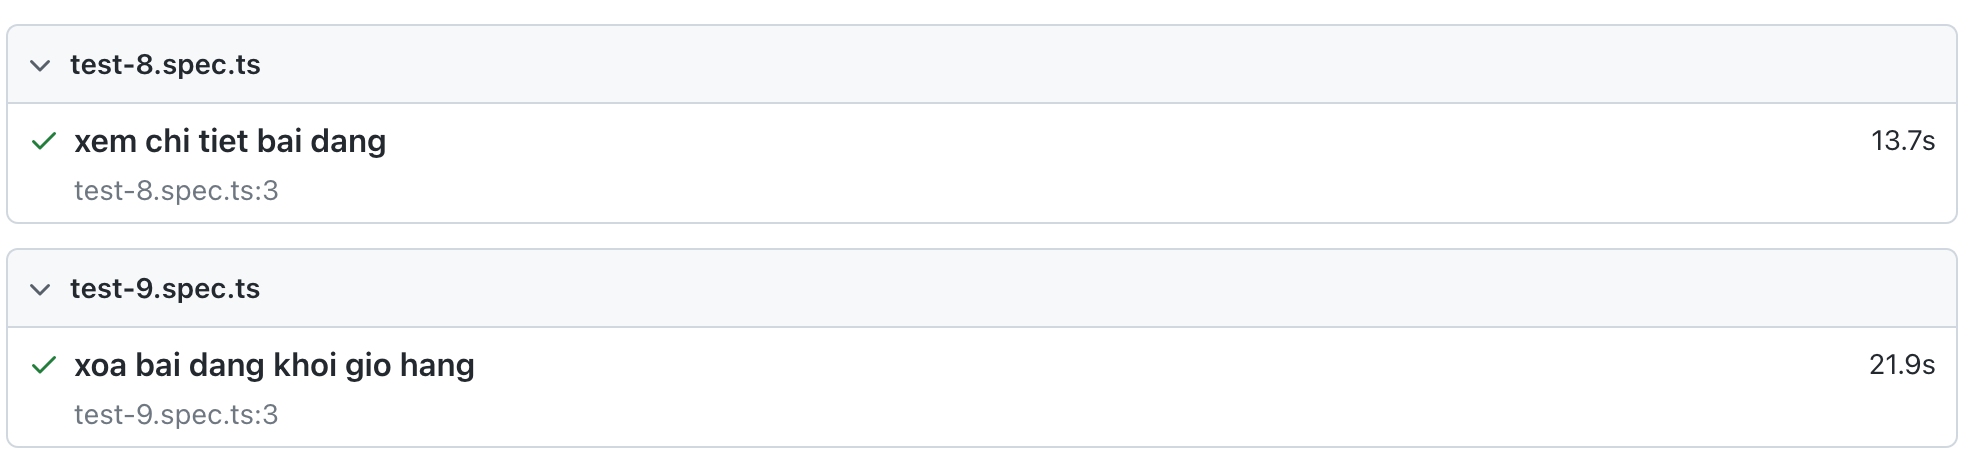 test-8.spec.ts
xem chi tiet bai dang
13.7s
test-8.spec.ts:3
test-9.spec.ts
xoa bai dang khoi gio hang
21.9s
test-9.spec.ts:3